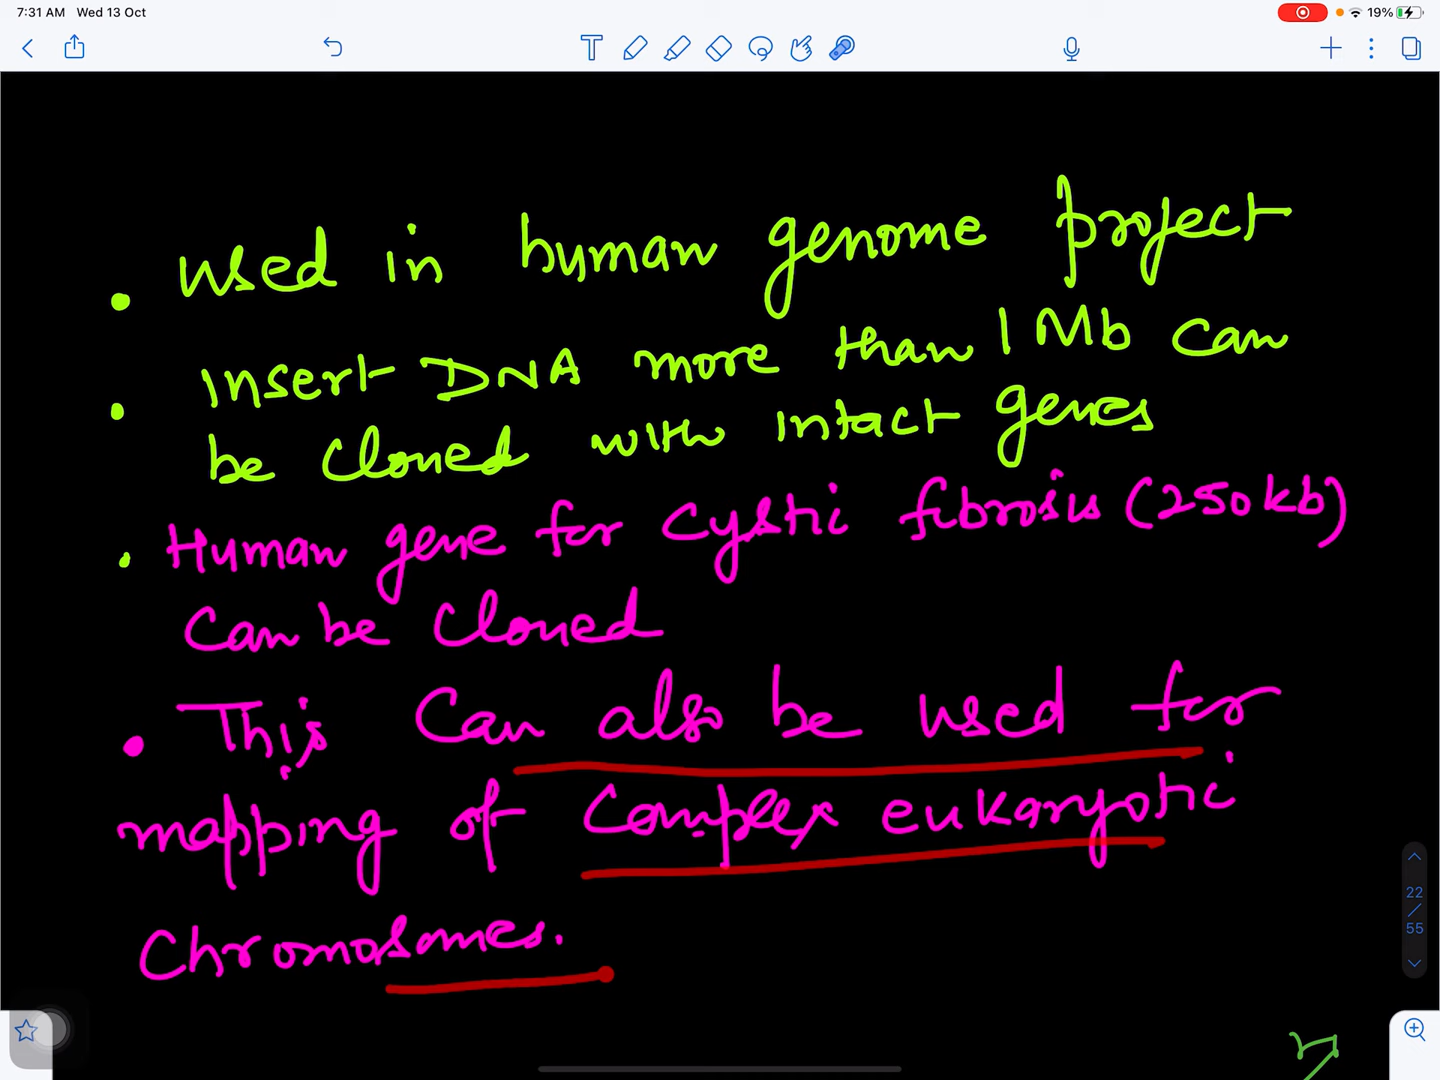 7:31 AM Wed 13 Oct
19%
• used in human genome project
• Insert DNA more than 1 Mb can
be cloned with intact genes
• Human gene for cystic fibrosis (250 kb)
can be cloned
• This can also be used for
mapping of complex eukaryotic
chromosomes.
22
/
55